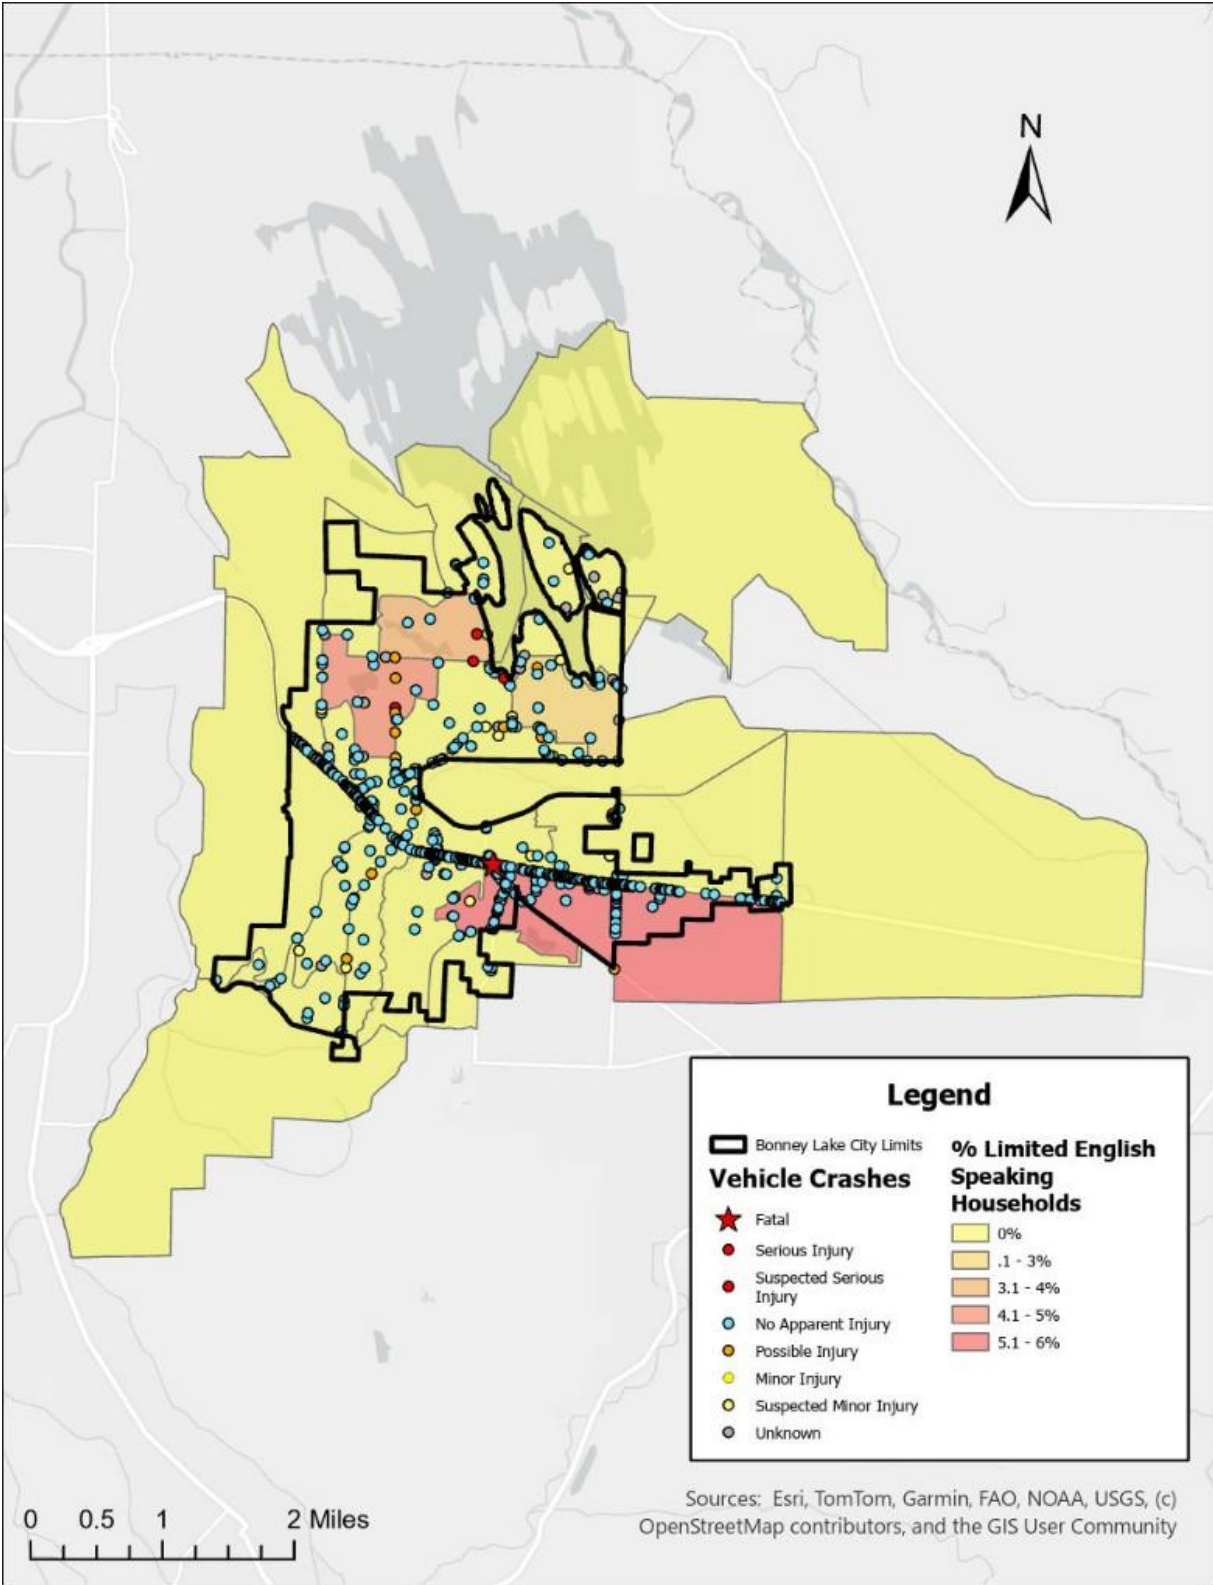 N
Legend
Bonney Lake City Limits
Vehicle Crashes
Fatal
Serious Injury
Suspected Serious
Injury
No Apparent Injury
Possible Injury
Minor Injury
Suspected Minor Injury
Unknown
% Limited English
Speaking
Households
0%
.1 - 3%
3.1 - 4%
4.1 - 5%
5.1 - 6%
0 0.5 1 2 Miles
Sources: Esri, TomTom, Garmin, FAO, NOAA, USGS, (c)
OpenStreetMap contributors, and the GIS User Community